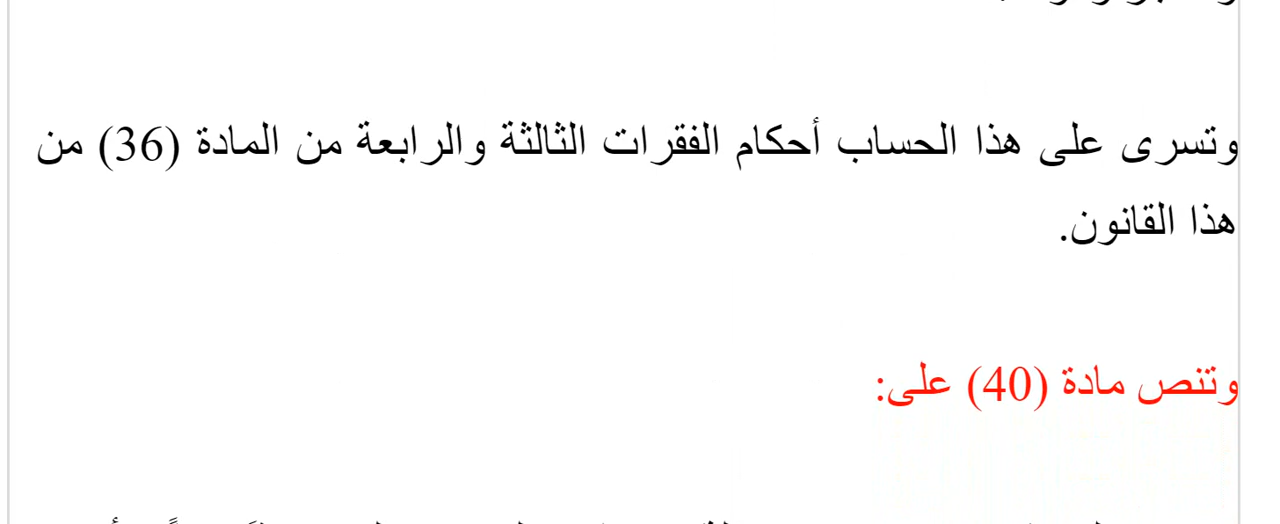 وتسرى على هذا الحساب أحكام الفقرات الثالثة والرابعة من المادة (36) من
هذا القانون.
وتنص مادة (40) على: